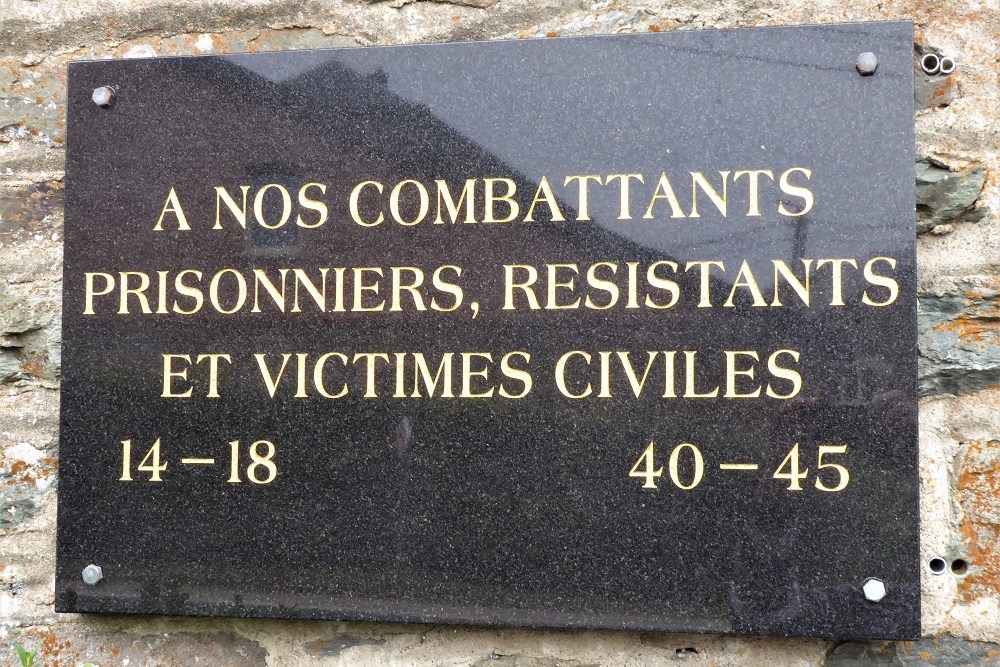 A NOS COMBATTANTS
PRISONNIERS, RESISTANTS
ET VICTIMES CIVILES
14 – 18 40 – 45